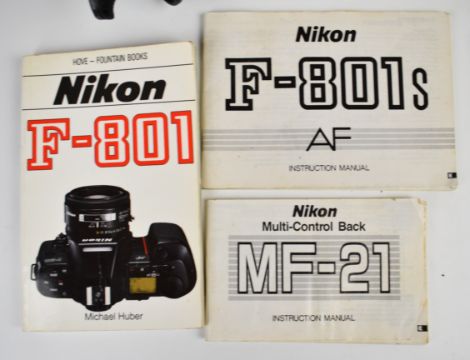 HOVE – FOUNTAIN BOOKS
Nikon
F-801
NIKON
Michael Huber
Nikon
F-801s
AF
INSTRUCTION MANUAL
Nikon
Multi-Control Back
MF-21
INSTRUCTION MANUAL